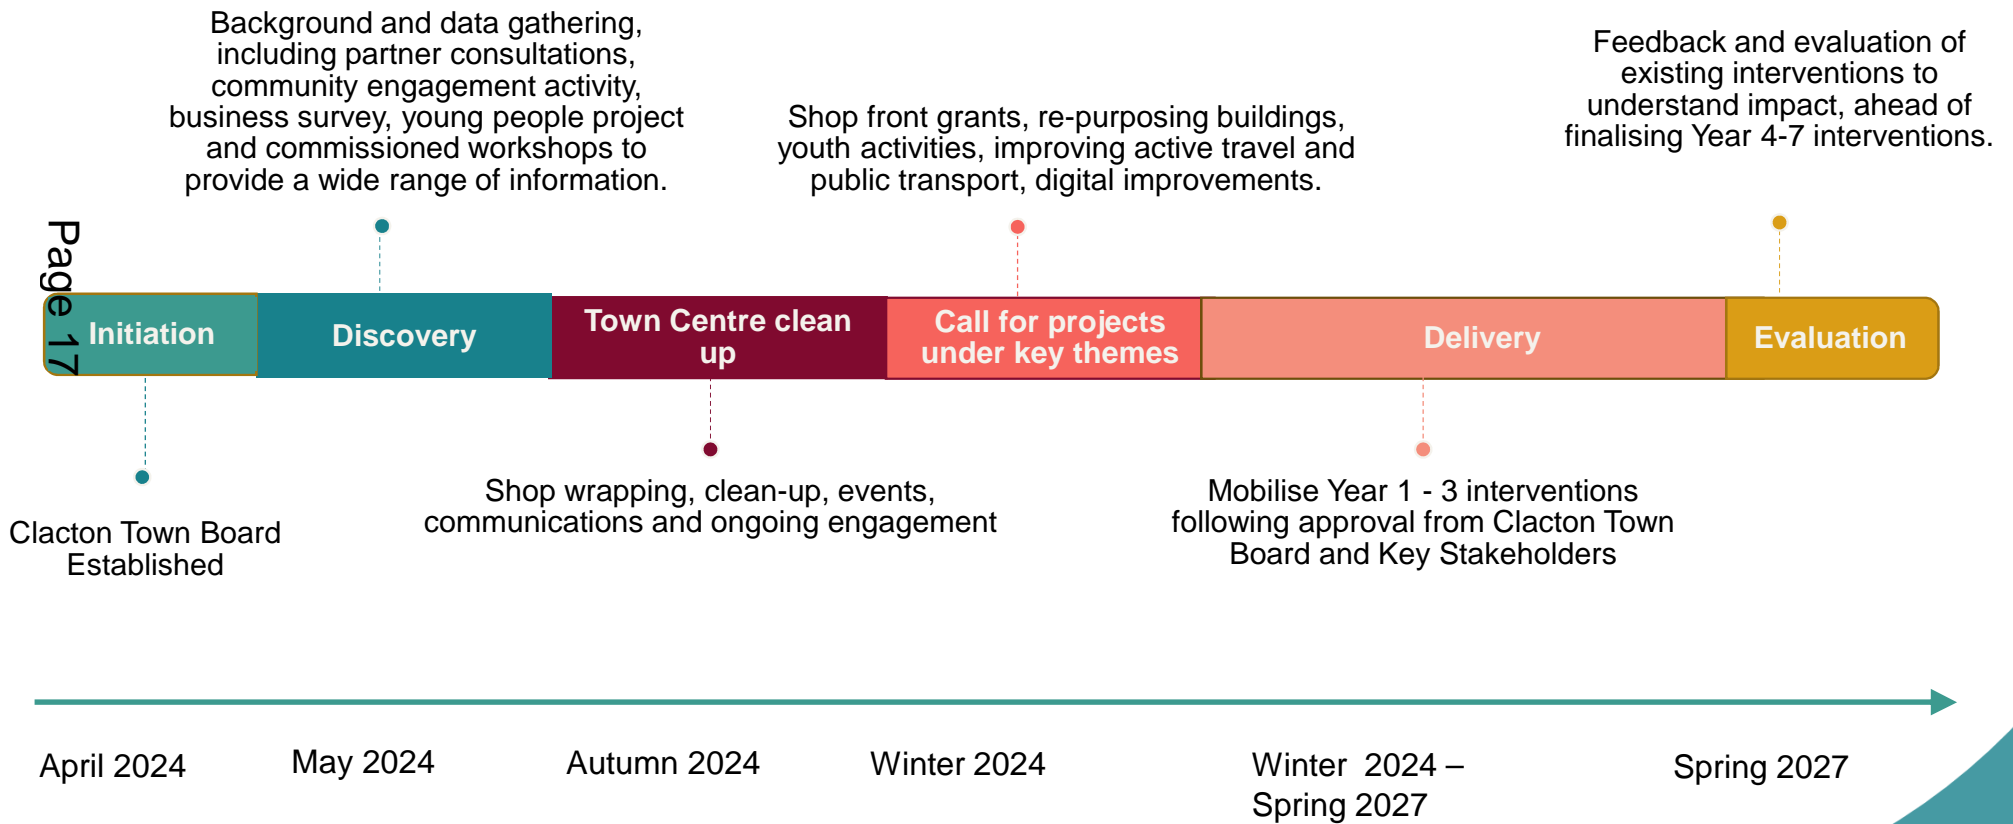 Background and data gathering,
including partner consultations,
community engagement activity,
business survey, young people project
and commissioned workshops to
provide a wide range of information.
Shop front grants, re-purposing buildings,
youth activities, improving active travel and
public transport, digital improvements.
Feedback and evaluation of
existing interventions to
understand impact, ahead of
finalising Year 4-7 interventions.
Page 17
Initiation
Discovery
Town Centre clean
up
Call for projects
under key themes
Delivery
Evaluation
Clacton Town Board
Established
Shop wrapping, clean-up, events,
communications and ongoing engagement
Mobilise Year 1 - 3 interventions
following approval from Clacton Town
Board and Key Stakeholders
April 2024
May 2024
Autumn 2024
Winter 2024
Winter  2024 –
Spring 2027
Spring 2027